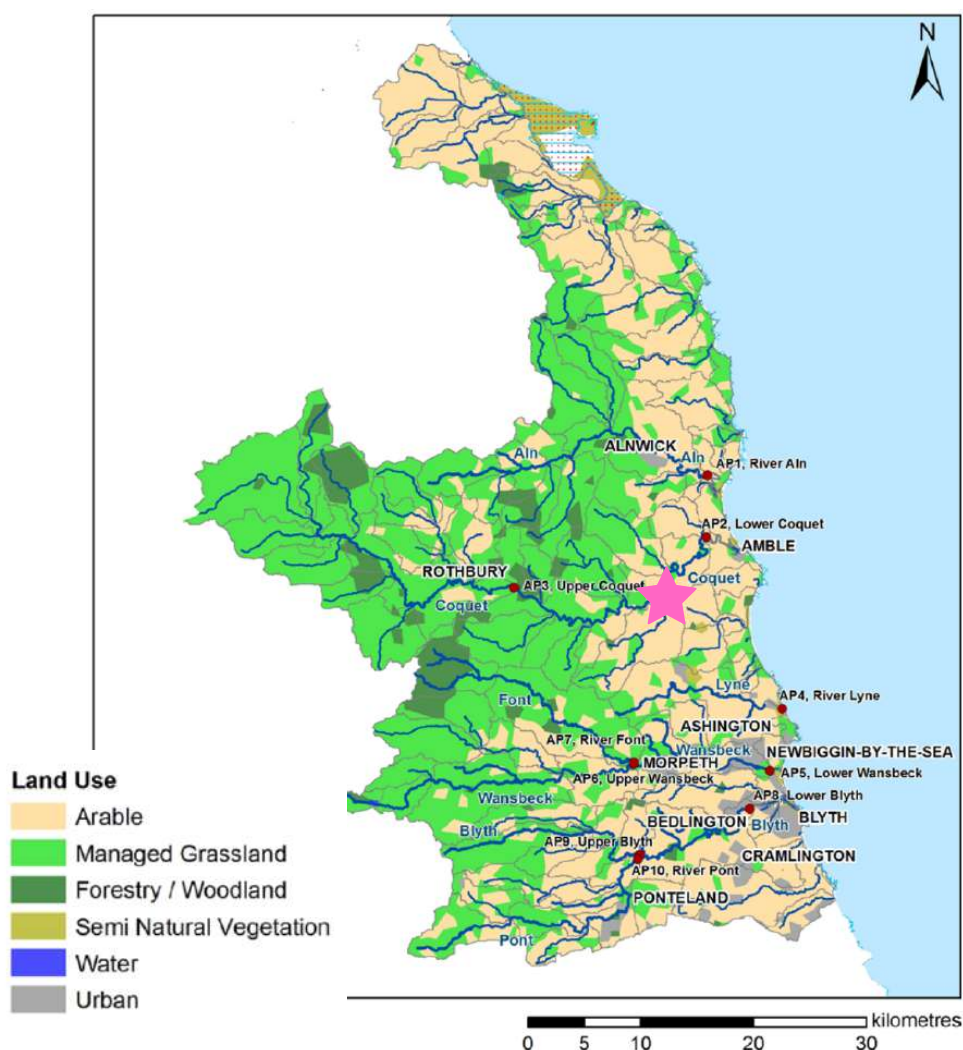 N
ALNWICK
Aln
Aln
AP1, River Aln
AP2, Lower Coquet
AMBLE
ROTHBURY
AP3, Upper Coquet
Coquet
Coquet
Lyne
AP4, River Lyne
Font
ASHINGTON
AP7, River Font
Wansbeck
NEWBIGGIN-BY-THE-SEA
MORPETH
AP5, Lower Wansbeck
AP6, Upper Wansbeck
AP8, Lower Blyth
Wansbeck
BEDLINGTON
Blyth
BLYTH
Blyth
AP9, Upper Blyth
CRAMLINGTON
AP10, River Pont
PONTELAND
Pont
Land Use
Arable
Managed Grassland
Forestry / Woodland
Semi Natural Vegetation
Water
Urban
kilometres
0 5 10 20 30